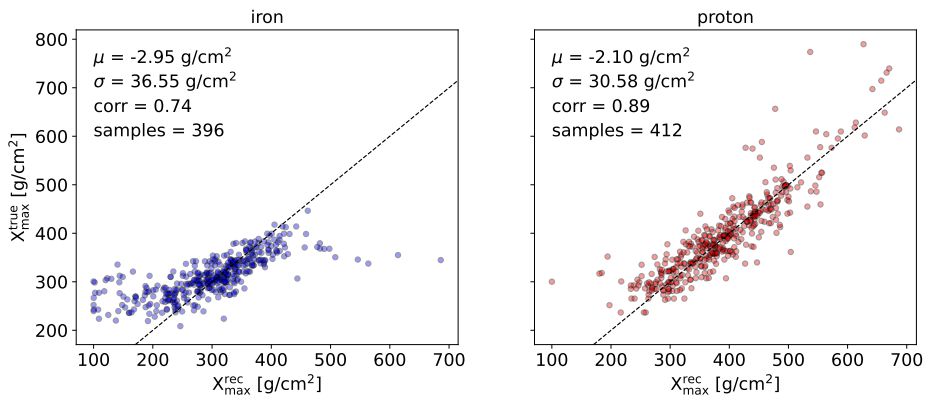 iron
μ = -2.95 g/cm²
σ = 36.55 g/cm²
corr = 0.74
samples = 396
X_max^true [g/cm²]
800
700
600
500
400
300
200
100 200 300 400 500 600 700
X_max^rec [g/cm²]
proton
μ = -2.10 g/cm²
σ = 30.58 g/cm²
corr = 0.89
samples = 412
100 200 300 400 500 600 700
X_max^rec [g/cm²]